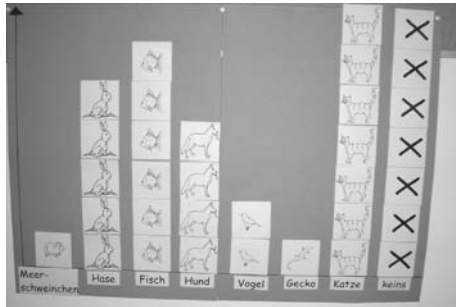 Meer-
schweinchen
Hase
Fisch
Hund
Vogel
Gecko
Katze
keins